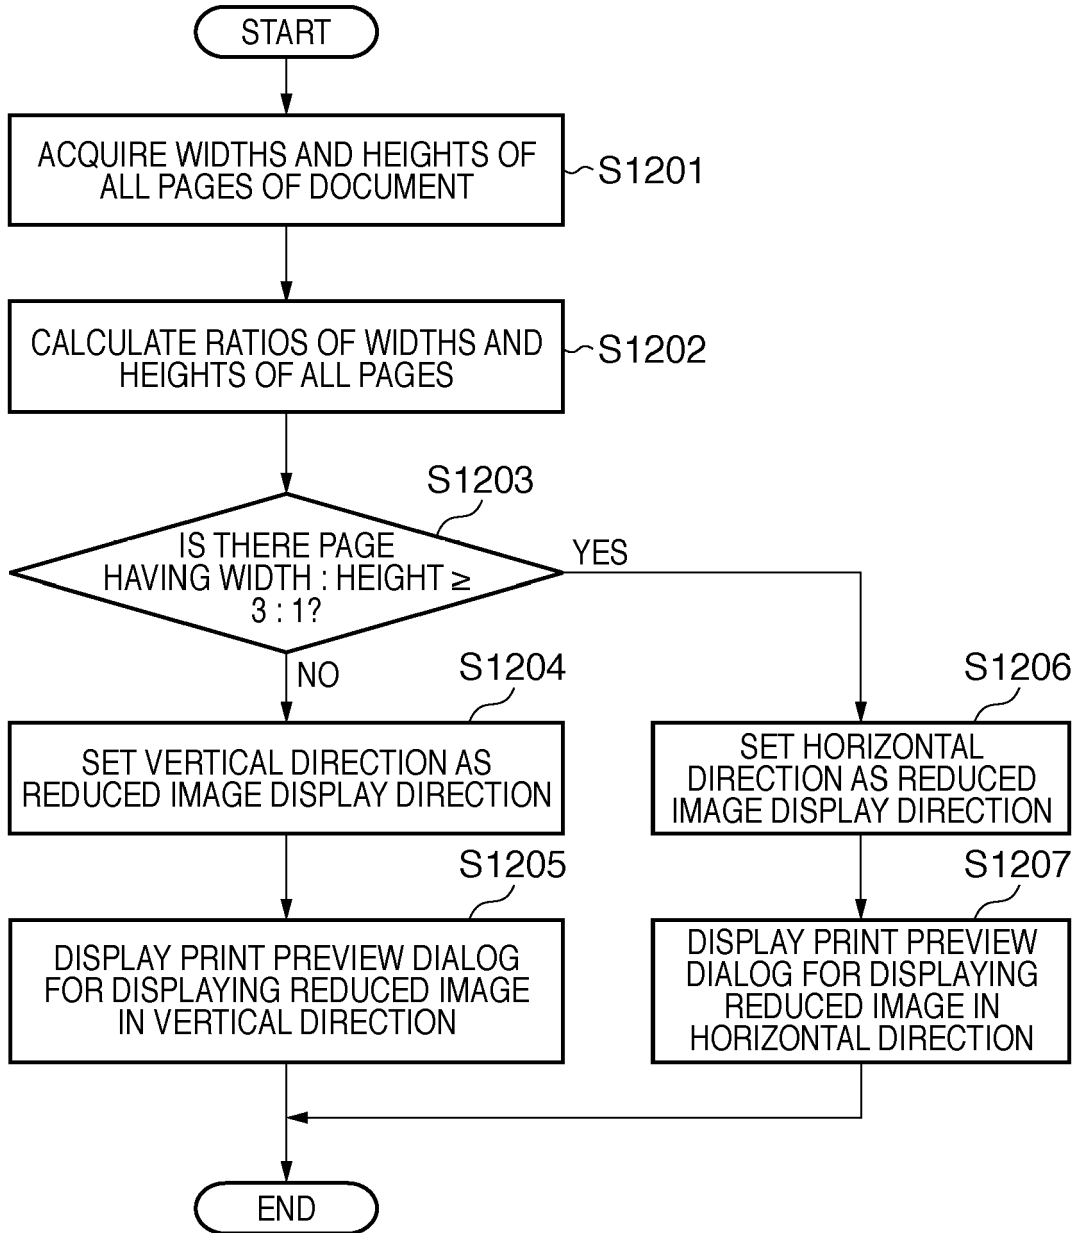 START
ACQUIRE WIDTHS AND HEIGHTS OF
ALL PAGES OF DOCUMENT
S1201
CALCULATE RATIOS OF WIDTHS AND
HEIGHTS OF ALL PAGES
S1202
S1203
IS THERE PAGE
HAVING WIDTH : HEIGHT ≥
3 : 1?
YES
NO
S1204
SET VERTICAL DIRECTION AS
REDUCED IMAGE DISPLAY DIRECTION
S1206
SET HORIZONTAL
DIRECTION AS REDUCED
IMAGE DISPLAY DIRECTION
S1205
DISPLAY PRINT PREVIEW DIALOG
FOR DISPLAYING REDUCED IMAGE
IN VERTICAL DIRECTION
S1207
DISPLAY PRINT PREVIEW
DIALOG FOR DISPLAYING
REDUCED IMAGE IN
HORIZONTAL DIRECTION
END